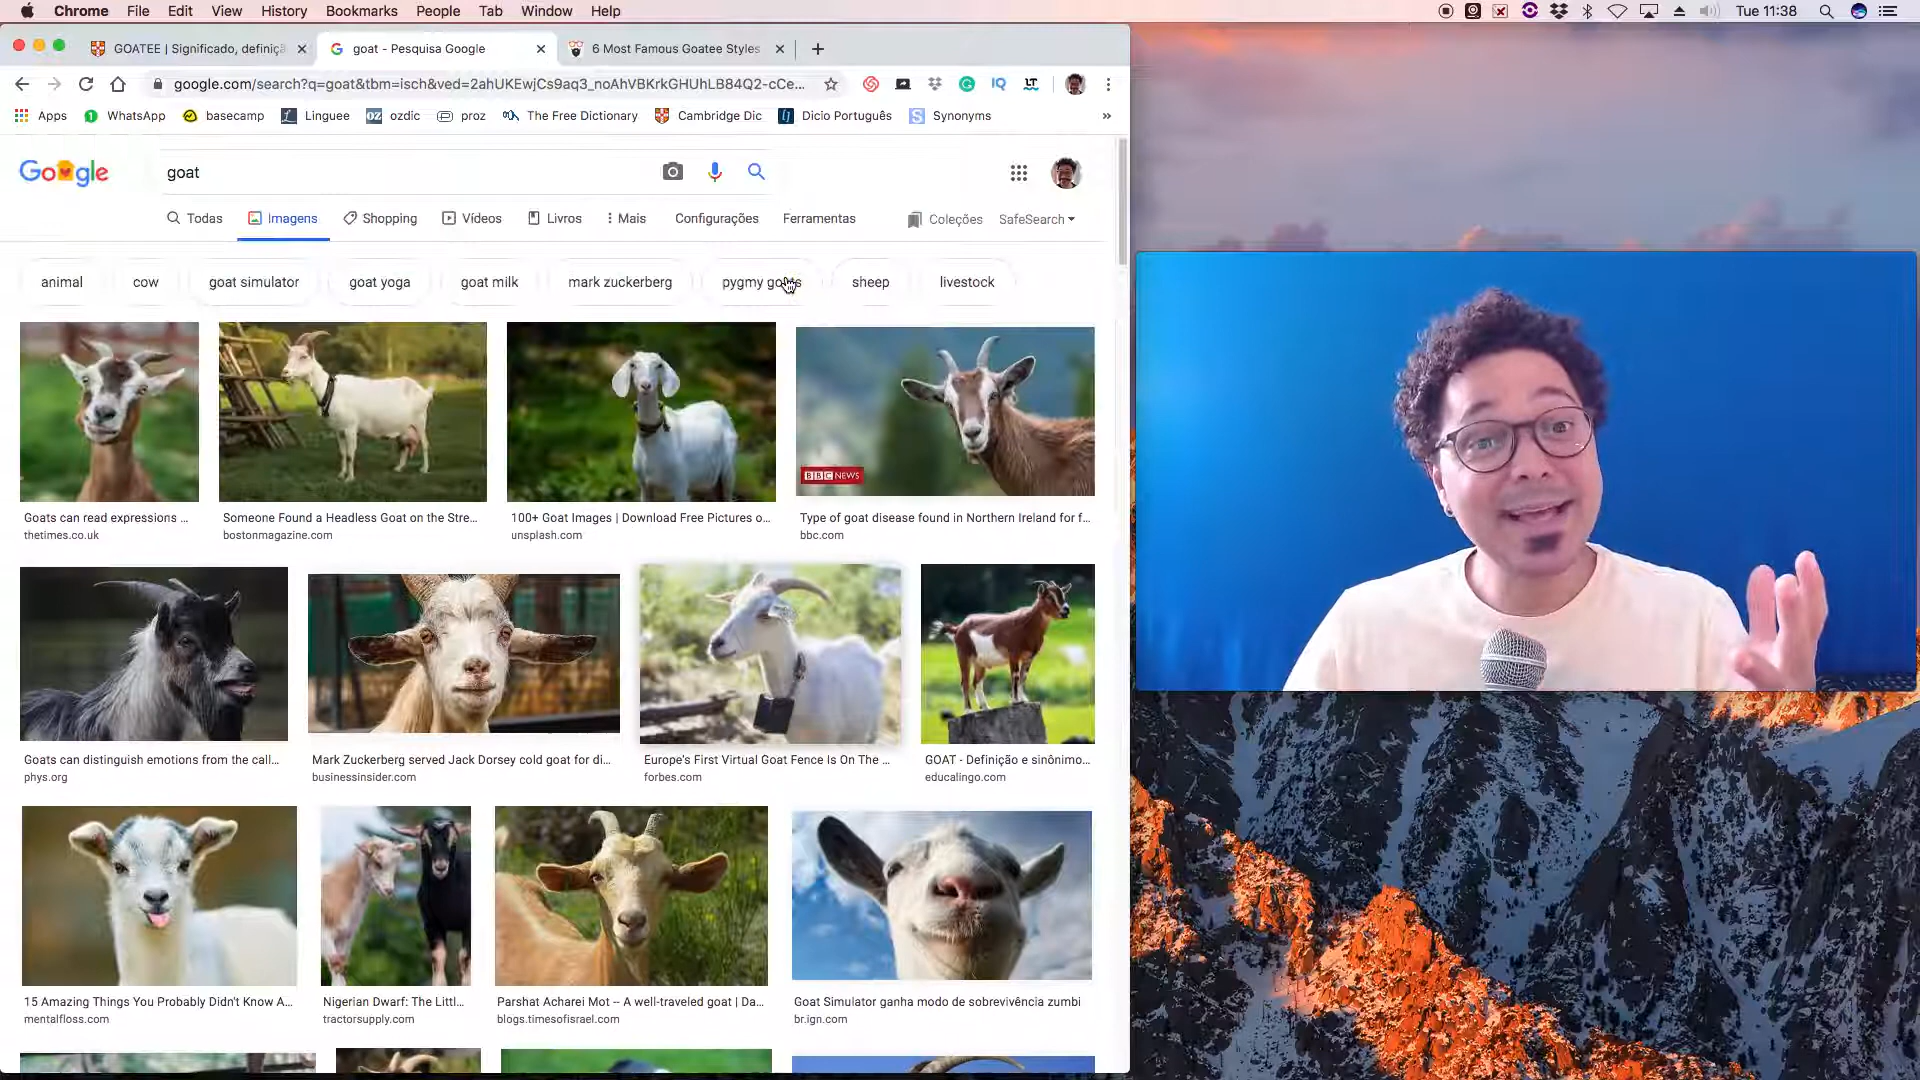 Chrome File Edit View History Bookmarks People Tab Window Help Tue 11:38
GOATEE | Significado, definiç goat - Pesquisa Google 6 Most Famous Goatee Styles
google.com/search?q=goat&tbm=isch&ved=2ahUKEwjCs9aq3_noAhVBKrkGHUhLB84Q2-cCe...
Apps WhatsApp basecamp Linguee oz ozdic proz The Free Dictionary Cambridge Dic Dicio Português S Synonyms
Google goat
Todas Imagens Shopping Vídeos Livros Mais Configurações Ferramentas Coleções SafeSearch
animal cow goat simulator goat yoga goat milk mark zuckerberg pygmy goats sheep livestock
BBC NEWS
Goats can read expressions ... Someone Found a Headless Goat on the Stre... 100+ Goat Images | Download Free Pictures o... Type of goat disease found in Northern Ireland for f...
thetimes.co.uk bostonmagazine.com unsplash.com bbc.com
Goats can distinguish emotions from the call... Mark Zuckerberg served Jack Dorsey cold goat for di... Europe's First Virtual Goat Fence Is On The ... GOAT - Definição e sinônimo...
phys.org businessinsider.com forbes.com educalingo.com
15 Amazing Things You Probably Didn't Know A... Nigerian Dwarf: The Littl... Parshat Acharei Mot -- A well-traveled goat | Da... Goat Simulator ganha modo de sobrevivência zumbi
mentalfloss.com tractorsupply.com blogs.timesofisrael.com br.ign.com